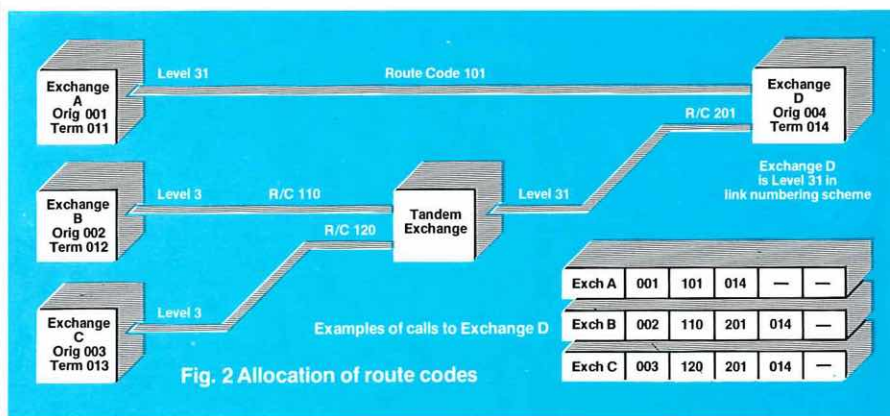 Exchange
A
Orig 001
Term 011
Level 31
Route Code 101
Exchange
D
Orig 004
Term 014
R/C 201
Exchange D
is Level 31 in
link numbering scheme
Exchange
B
Orig 002
Term 012
Level 3
R/C 110
Tandem
Exchange
Level 31
R/C 120
Exchange
C
Orig 003
Term 013
Level 3
Examples of calls to Exchange D
Exch A 001 101 014 — —
Exch B 002 110 201 014 —
Exch C 003 120 201 014 —
Fig. 2 Allocation of route codes